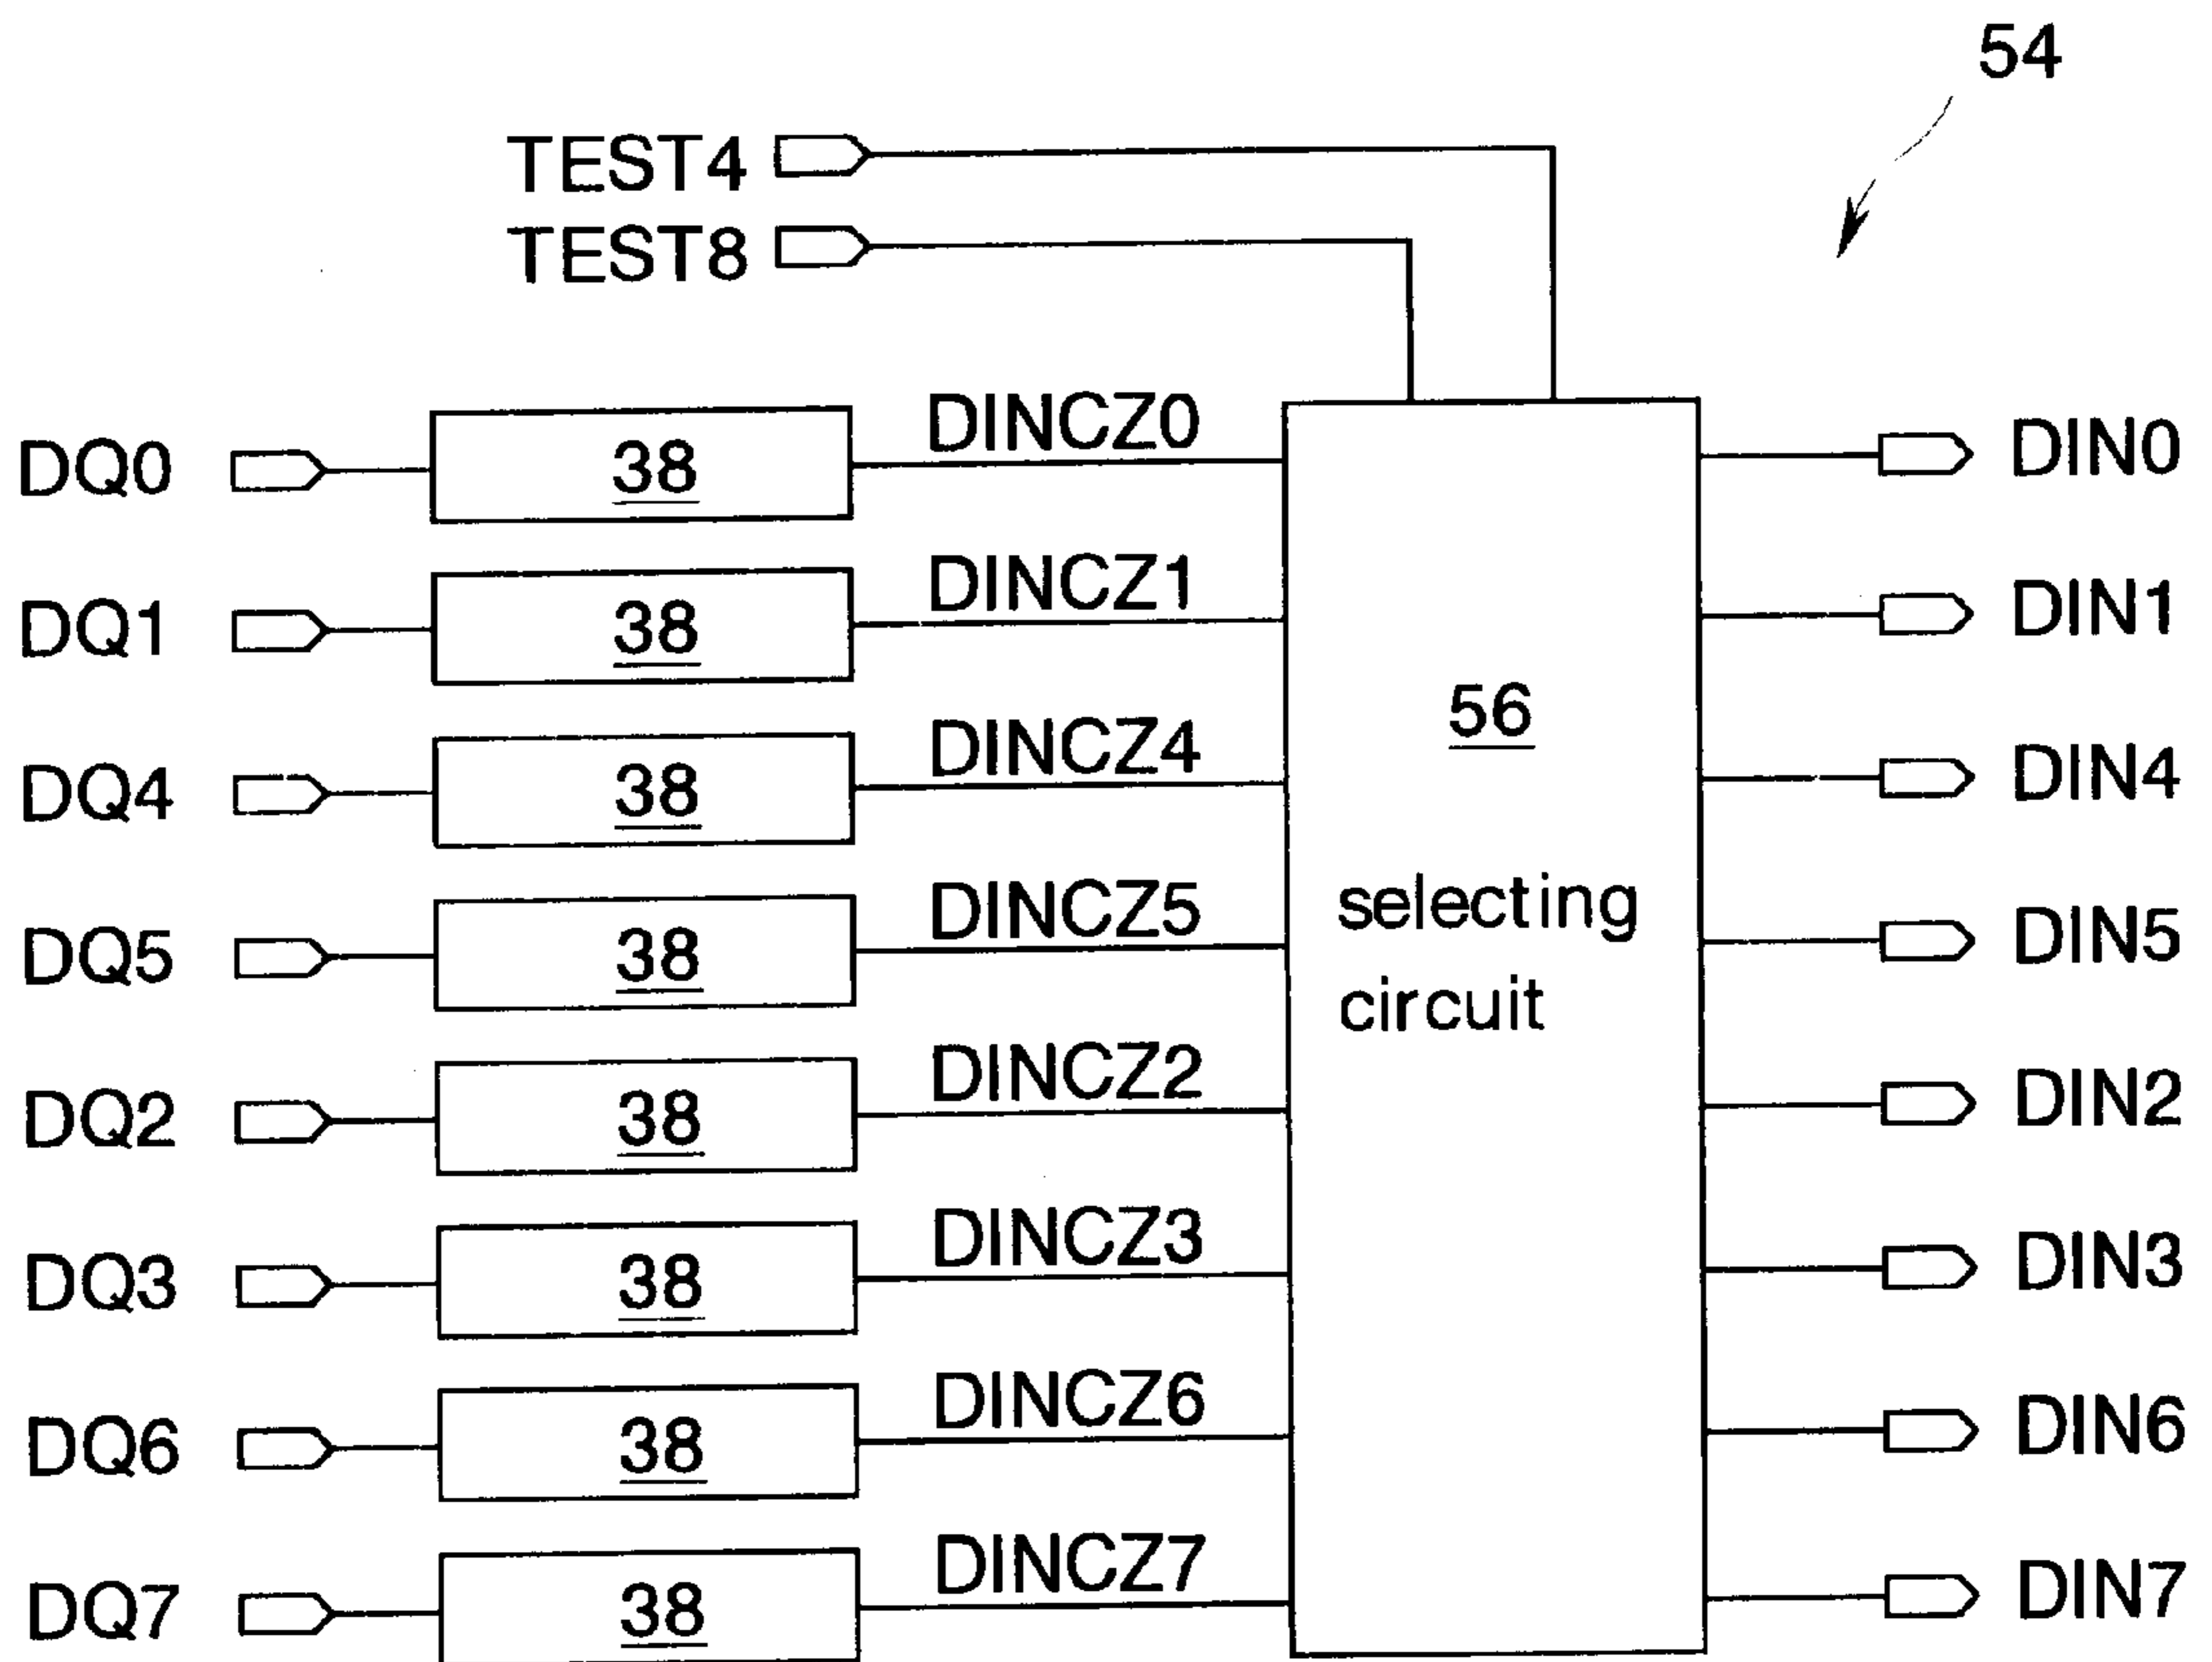 54
TEST4
TEST8
DQ0 38 DINCZ0 DIN0
DQ1 38 DINCZ1 DIN1
56
DQ4 38 DINCZ4 DIN4
DQ5 38 DINCZ5 selecting DIN5
circuit
DQ2 38 DINCZ2 DIN2
DQ3 38 DINCZ3 DIN3
DQ6 38 DINCZ6 DIN6
DQ7 38 DINCZ7 DIN7